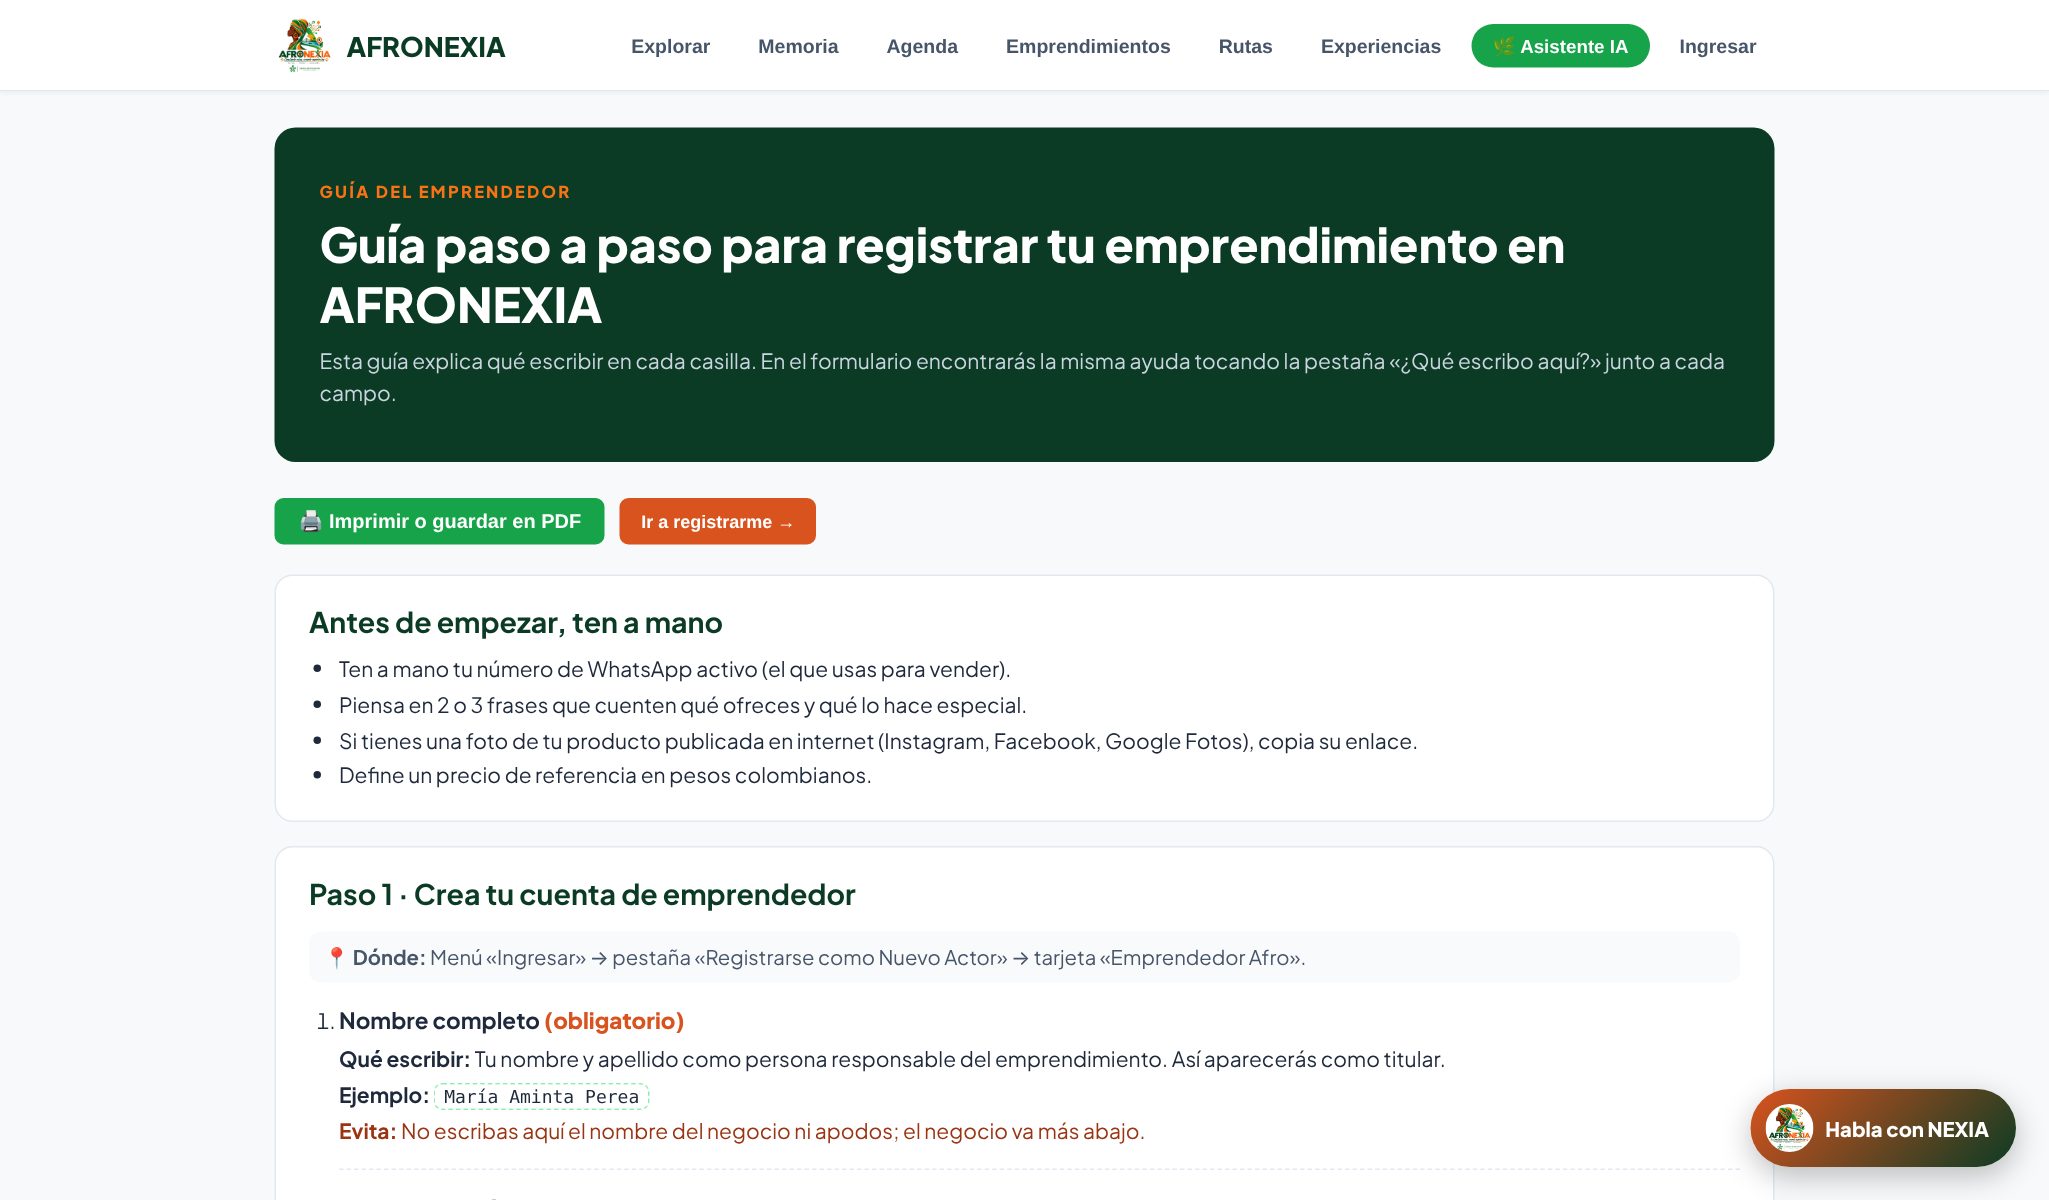 AFRONEXIA
AFRONEXIA
Explorar
Memoria
Agenda
Emprendimientos
Rutas
Experiencias
🌿 Asistente IA
Ingresar
GUÍA DEL EMPRENDEDOR
Guía paso a paso para registrar tu emprendimiento en
AFRONEXIA
Esta guía explica qué escribir en cada casilla. En el formulario encontrarás la misma ayuda tocando la pestaña «¿Qué escribo aquí?» junto a cada
campo.
🖨️ Imprimir o guardar en PDF
Ir a registrarme →
Antes de empezar, ten a mano
• Ten a mano tu número de WhatsApp activo (el que usas para vender).
• Piensa en 2 o 3 frases que cuenten qué ofreces y qué lo hace especial.
• Si tienes una foto de tu producto publicada en internet (Instagram, Facebook, Google Fotos), copia su enlace.
• Define un precio de referencia en pesos colombianos.
Paso 1 · Crea tu cuenta de emprendedor
📍 Dónde: Menú «Ingresar» → pestaña «Registrarse como Nuevo Actor» → tarjeta «Emprendedor Afro».
1. Nombre completo (obligatorio)
Qué escribir: Tu nombre y apellido como persona responsable del emprendimiento. Así aparecerás como titular.
Ejemplo: María Aminta Perea
Evita: No escribas aquí el nombre del negocio ni apodos; el negocio va más abajo.
AFRONEXIA
Habla con NEXIA